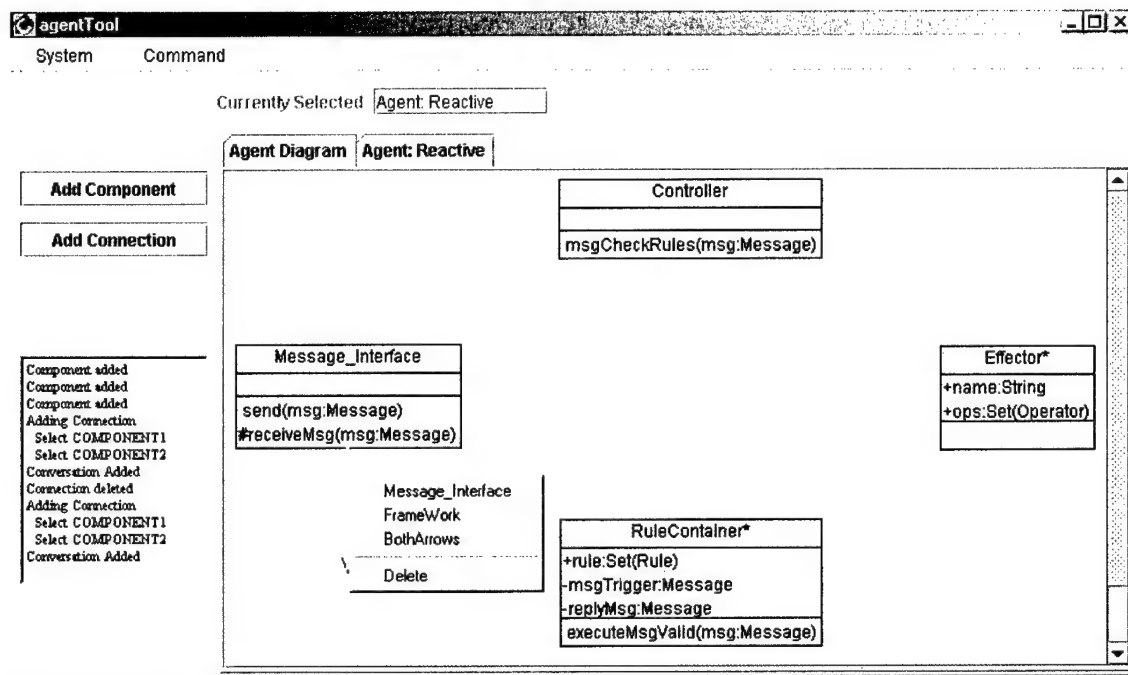 agentTool
System Command
Currently Selected Agent: Reactive
Agent Diagram Agent: Reactive
Add Component
Add Connection
Controller
msgCheckRules(msg:Message)
Message_Interface
send(msg:Message)
#receiveMsg(msg:Message)
Effector*
+name:String
+ops:Set(Operator)
Component added
Component added
Component added
Adding Connection
Select COMPONENT1
Select COMPONENT2
Conversation Added
Connection deleted
Adding Connection
Select COMPONENT1
Select COMPONENT2
Conversation Added
Message_Interface
FrameWork
BothArrows
Delete
RuleContainer*
+rule:Set(Rule)
-msgTrigger:Message
-replyMsg:Message
executeMsgValid(msg:Message)